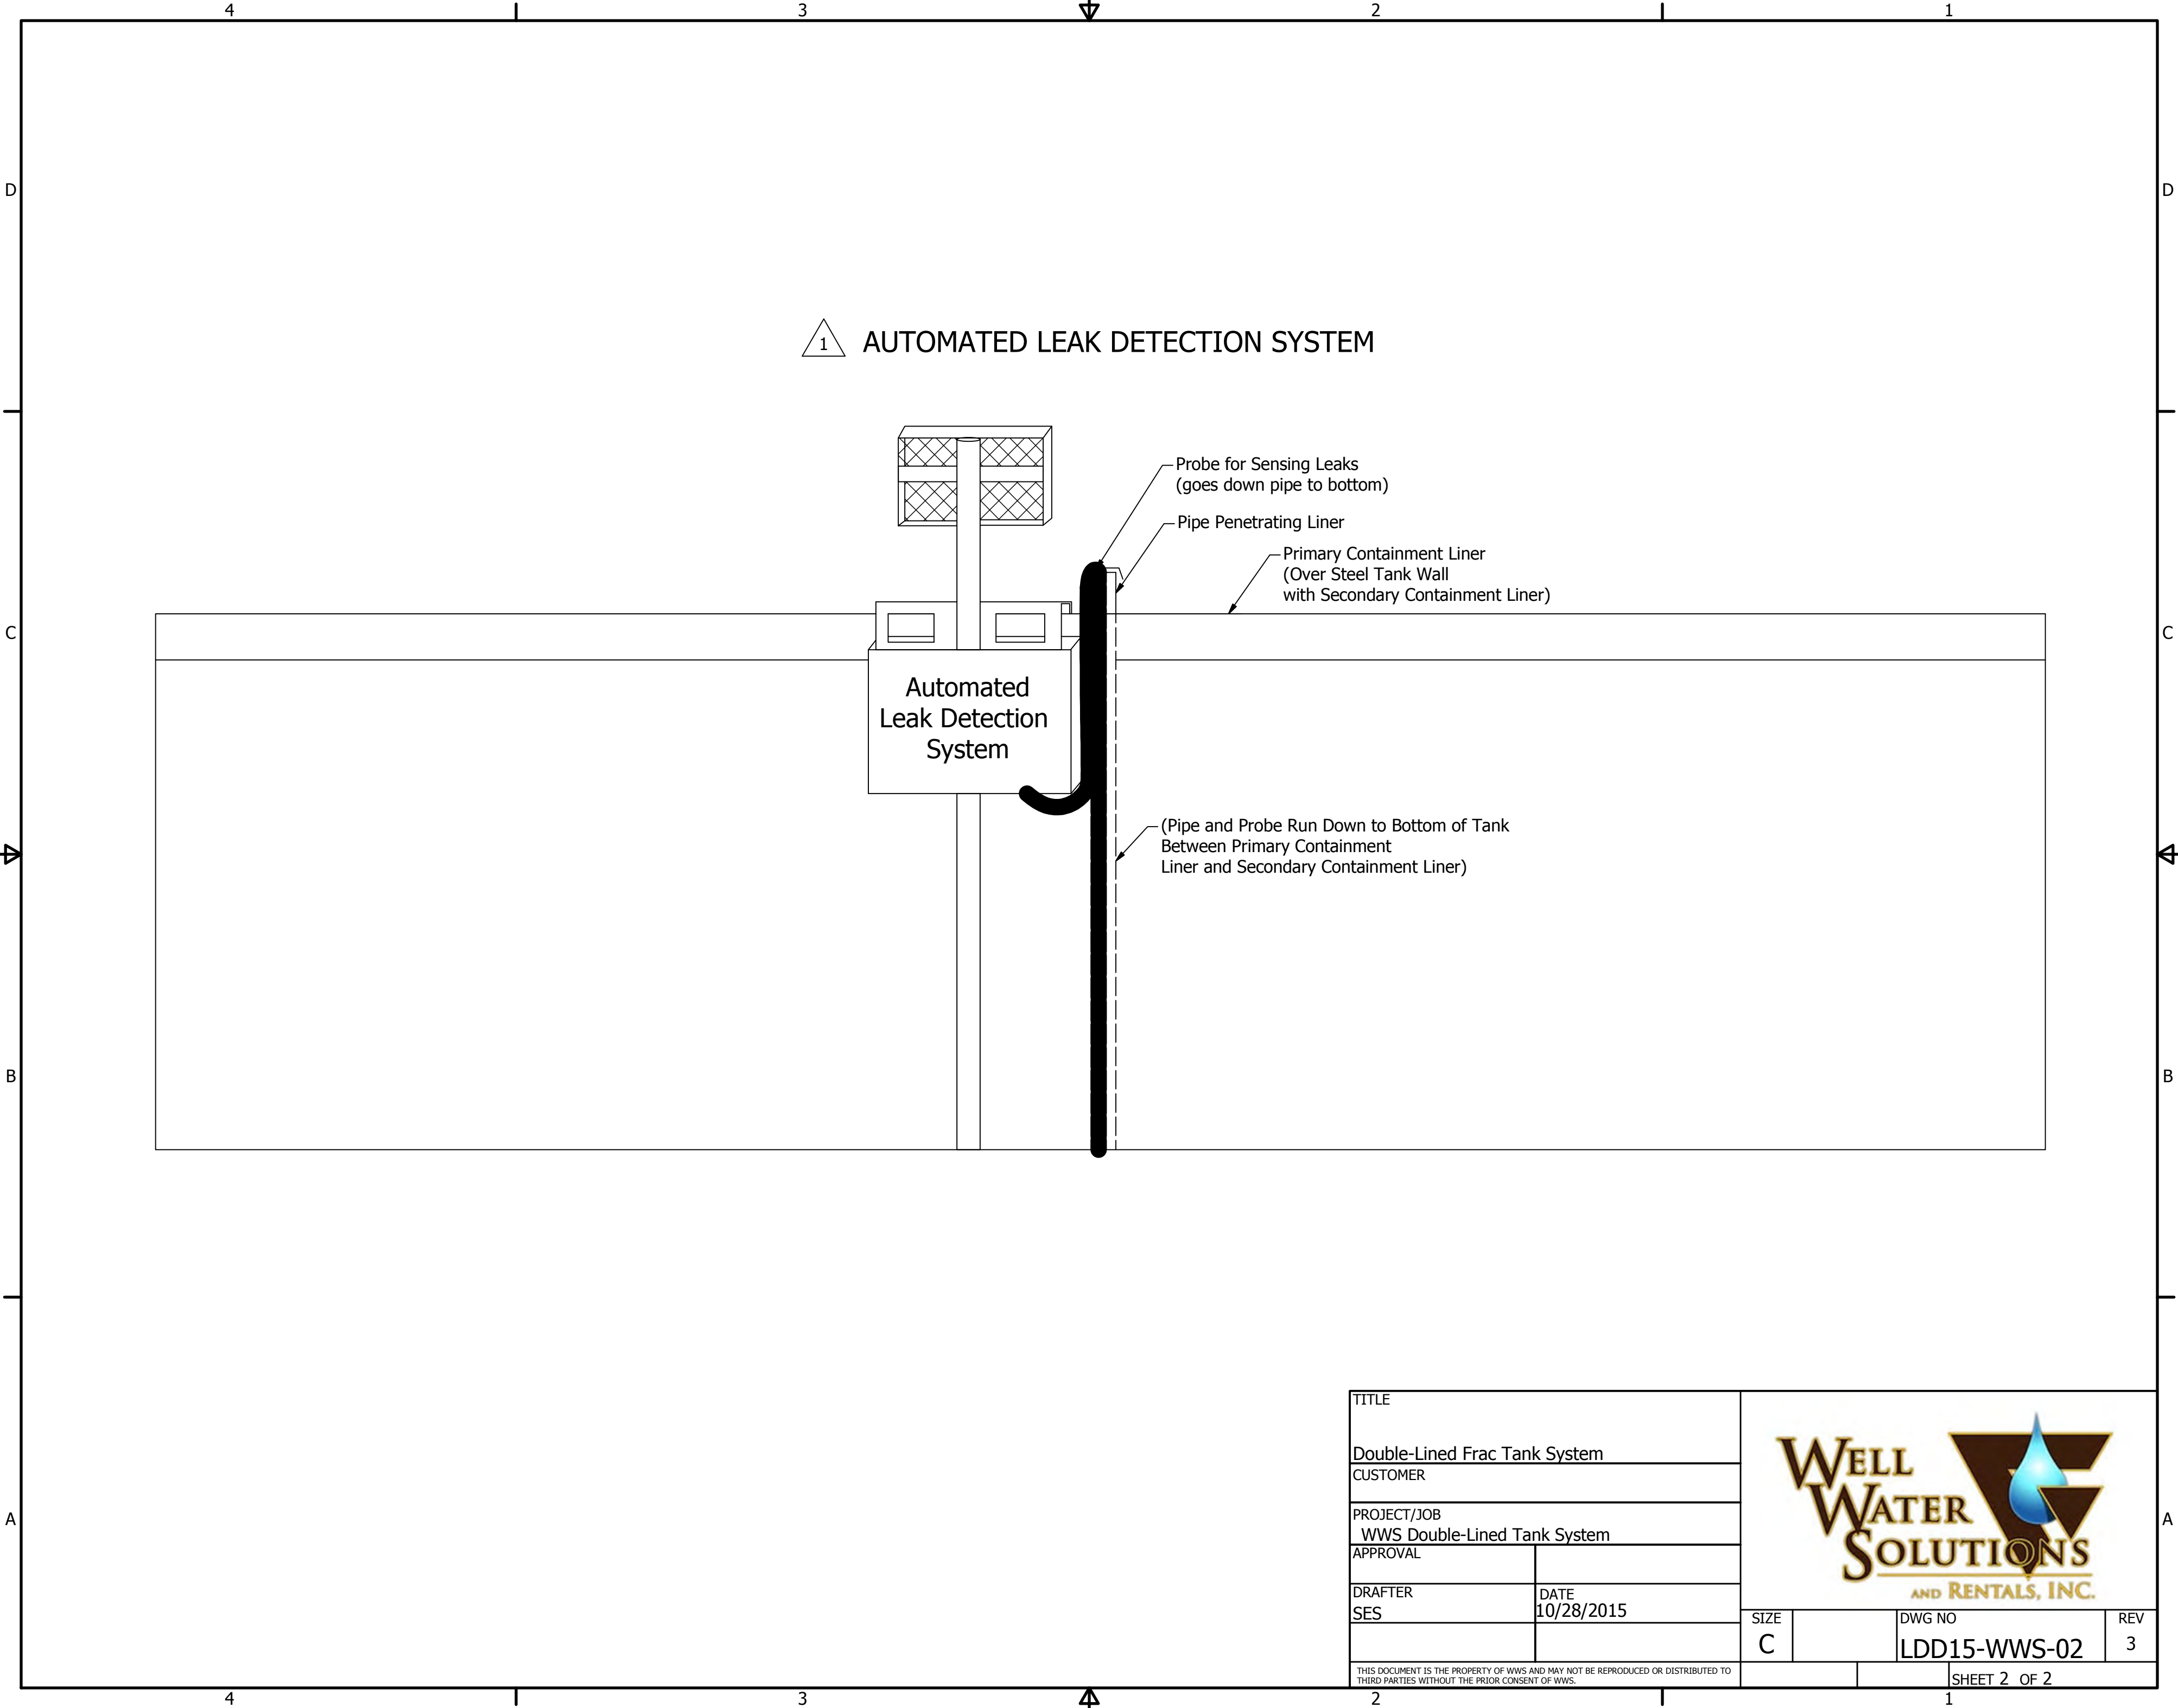 4 3 2 1
D D
1 AUTOMATED LEAK DETECTION SYSTEM
Probe for Sensing Leaks
(goes down pipe to bottom)
Pipe Penetrating Liner
Primary Containment Liner
(Over Steel Tank Wall
with Secondary Containment Liner)
C C
Automated
Leak Detection
System
(Pipe and Probe Run Down to Bottom of Tank
Between Primary Containment
Liner and Secondary Containment Liner)
B B
TITLE
Double-Lined Frac Tank System
CUSTOMER
PROJECT/JOB
WWS Double-Lined Tank System
APPROVAL
DRAFTER
SES
DATE
10/28/2015
THIS DOCUMENT IS THE PROPERTY OF WWS AND MAY NOT BE REPRODUCED OR DISTRIBUTED TO
THIRD PARTIES WITHOUT THE PRIOR CONSENT OF WWS.
WELL
WATER
SOLUTIONS
AND RENTALS, INC.
SIZE
C
DWG NO
LDD15-WWS-02
REV
3
SHEET 2 OF 2
A A
4 3 2 1